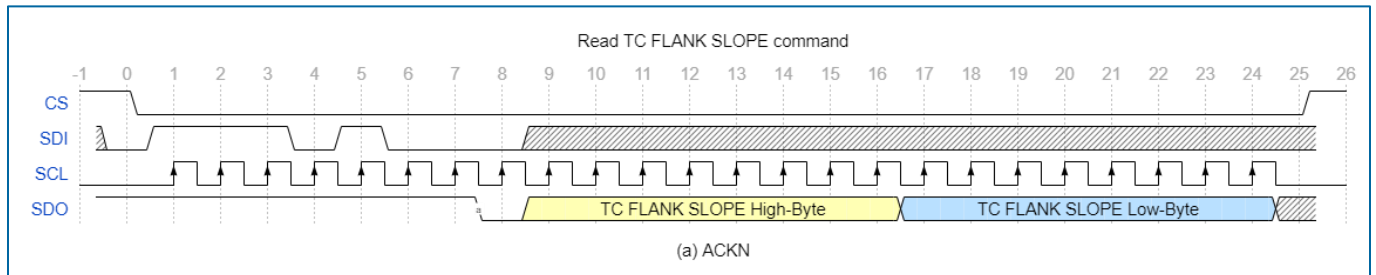 Read TC FLANK SLOPE command
-1 0 1 2 3 4 5 6 7 8 9 10 11 12 13 14 15 16 17 18 19 20 21 22 23 24 25 26
CS
SDI
SCL
SDO a TC FLANK SLOPE High-Byte TC FLANK SLOPE Low-Byte
(a) ACKN